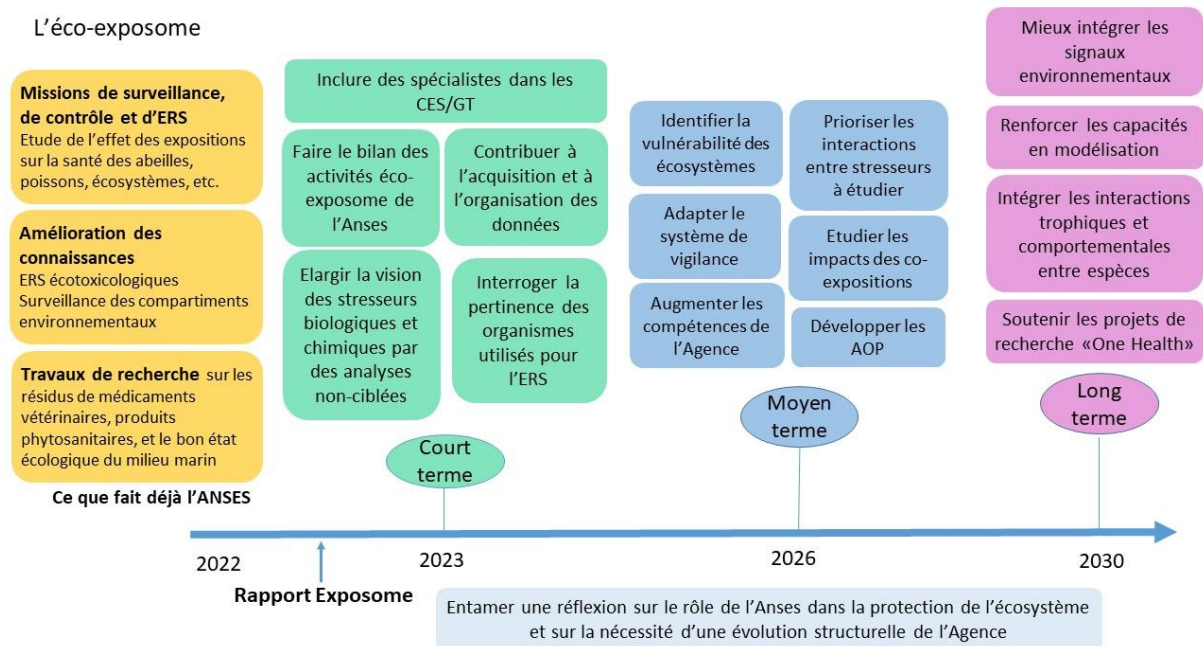 L'éco-exposome
Missions de surveillance,
de contrôle et d'ERS
Etude de l'effet des expositions
sur la santé des abeilles,
poissons, écosystèmes, etc.
Amélioration des
connaissances
ERS écotoxicologiques
Surveillance des compartiments
environnementaux
Travaux de recherche sur les
résidus de médicaments
vétérinaires, produits
phytosanitaires, et le bon état
écologique du milieu marin
Ce que fait déjà l'ANSES
Inclure des spécialistes dans les
CES/GT
Faire le bilan des
activités éco-
exposome de
l'Anses
Contribuer à
l'acquisition et à
l'organisation des
données
Elargir la vision
des stresseurs
biologiques et
chimiques par
des analyses
non-ciblées
Interroger la
pertinence des
organismes
utilisés pour
l'ERS
Court
terme
Identifier la
vulnérabilité des
écosystèmes
Prioriser les
interactions
entre stresseurs
à étudier
Adapter le
système de
vigilance
Etudier les
impacts des co-
expositions
Augmenter les
compétences de
l'Agence
Développer les
AOP
Moyen
terme
Mieux intégrer les
signaux
environnementaux
Renforcer les capacités
en modélisation
Intégrer les interactions
trophiques et
comportementales
entre espèces
Soutenir les projets de
recherche «One Health»
Long
terme
2022
2023
2026
2030
Rapport Exposome
Entamer une réflexion sur le rôle de l'Anses dans la protection de l'écosystème
et sur la nécessité d'une évolution structurelle de l'Agence